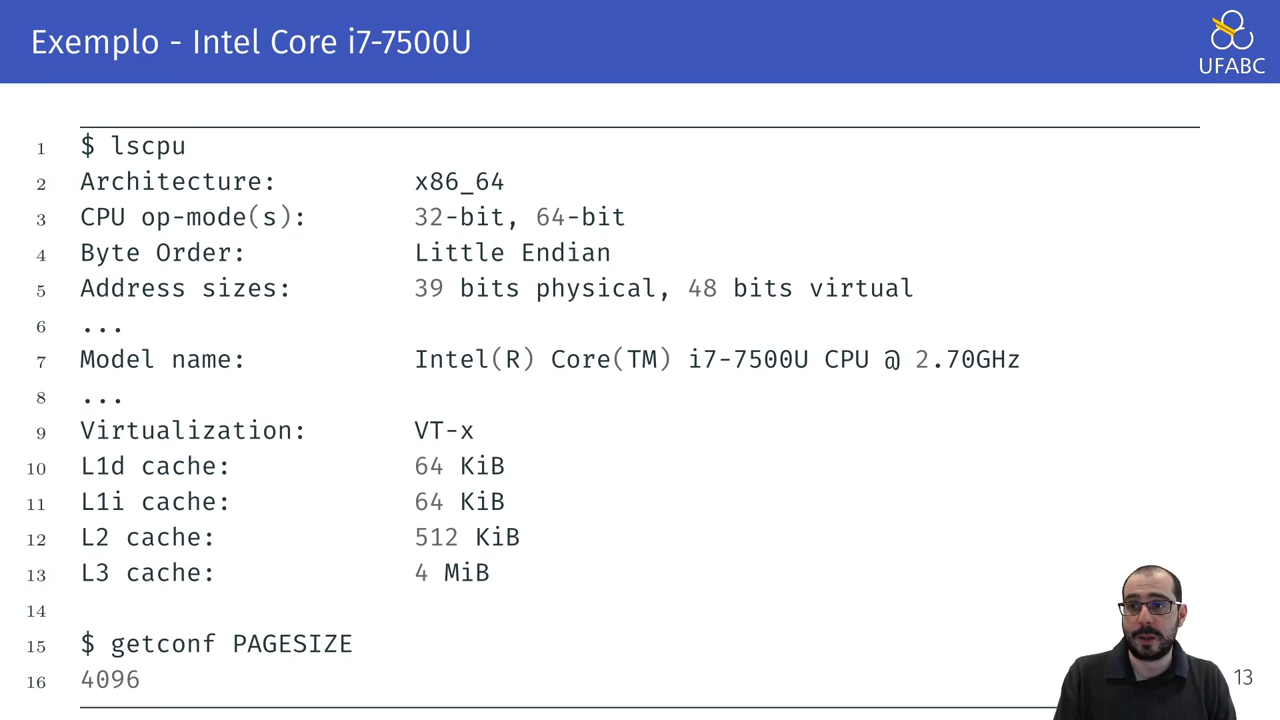 Exemplo - Intel Core i7-7500U
UFABC
1 $ lscpu
2 Architecture: x86_64
3 CPU op-mode(s): 32-bit, 64-bit
4 Byte Order: Little Endian
5 Address sizes: 39 bits physical, 48 bits virtual
6 ...
7 Model name: Intel(R) Core(TM) i7-7500U CPU @ 2.70GHz
8 ...
9 Virtualization: VT-x
10 L1d cache: 64 KiB
11 L1i cache: 64 KiB
12 L2 cache: 512 KiB
13 L3 cache: 4 MiB
14
15 $ getconf PAGESIZE
16 4096
13